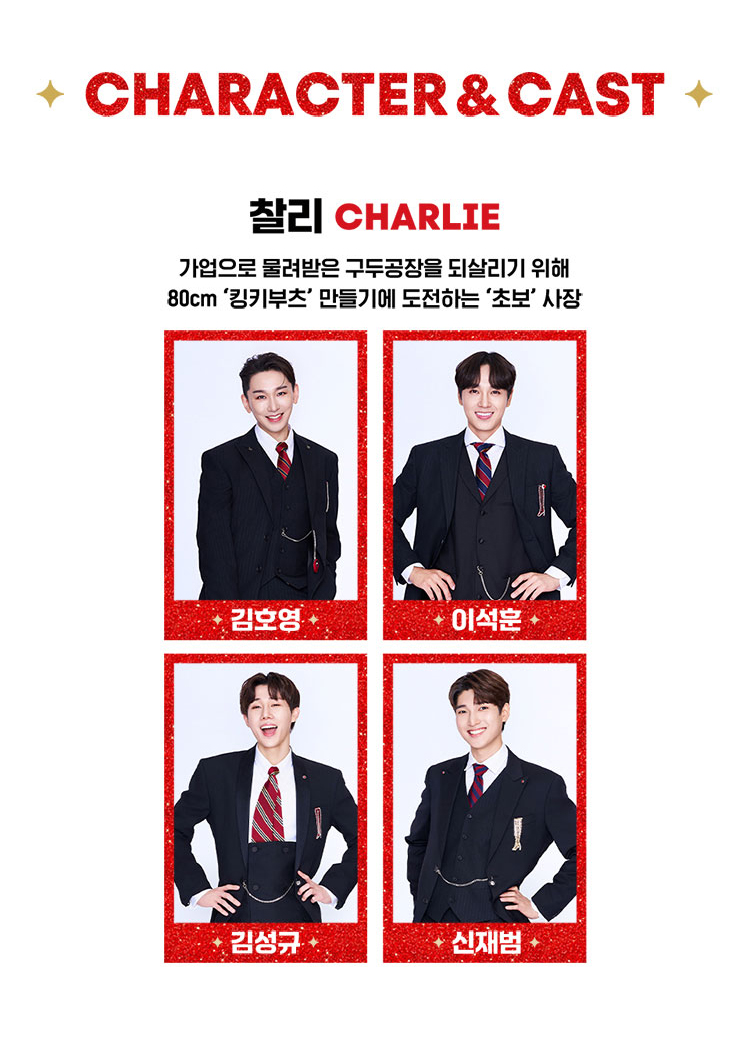 CHARACTER & CAST
찰리 CHARLIE
가업으로 물려받은 구두공장을 되살리기 위해
80cm ‘킹키부츠’ 만들기에 도전하는 ‘초보’ 사장
김호영
이석훈
김성규
신재범